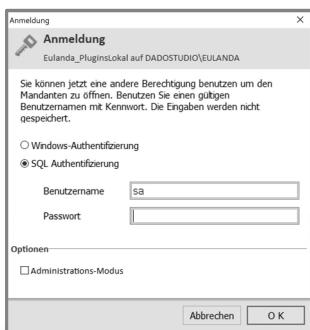 Anmeldung
Anmeldung
Eulanda_PluginsLokal auf DADOSTUDIO\EULANDA
Sie können jetzt eine andere Berechtigung benutzen um den
Mandanten zu öffnen. Benutzen Sie einen gültigen
Benutzernamen mit Kennwort. Die Eingaben werden nicht
gespeichert.
Windows-Authentifizierung
SQL Authentifizierung
Benutzername sa
Passwort
Optionen
Administrations-Modus
Abbrechen O K